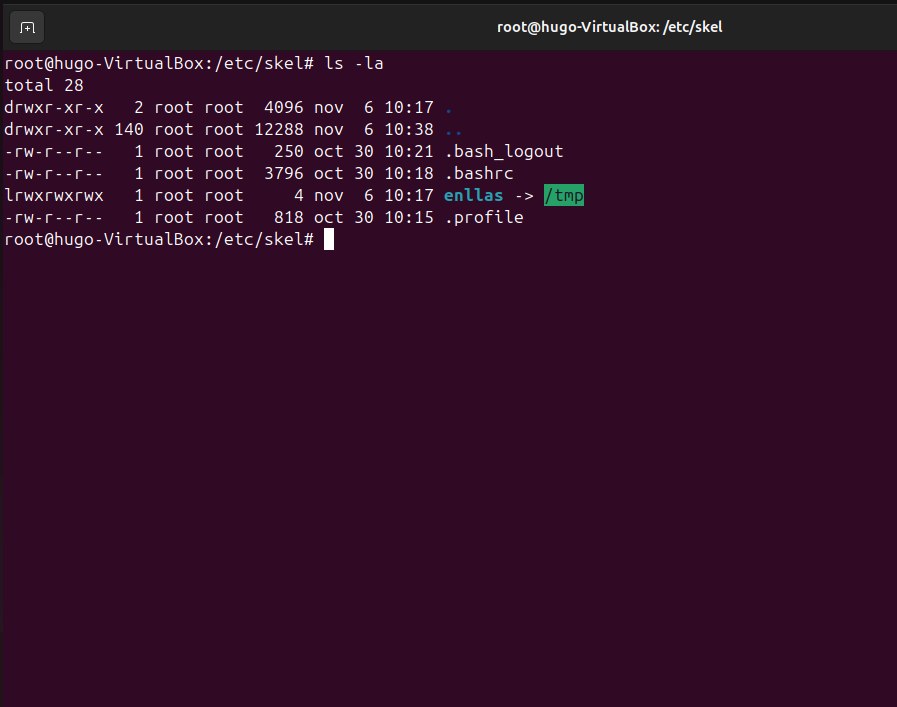 root@hugo-VirtualBox: /etc/skel
root@hugo-VirtualBox:/etc/skel# ls -la
total 28
drwxr-xr-x   2 root root  4096 nov  6 10:17 .
drwxr-xr-x 140 root root 12288 nov  6 10:38 ..
-rw-r--r--   1 root root   250 oct 30 10:21 .bash_logout
-rw-r--r--   1 root root  3796 oct 30 10:18 .bashrc
lrwxrwxrwx   1 root root     4 nov  6 10:17 enllas -> /tmp
-rw-r--r--   1 root root   818 oct 30 10:15 .profile
root@hugo-VirtualBox:/etc/skel#